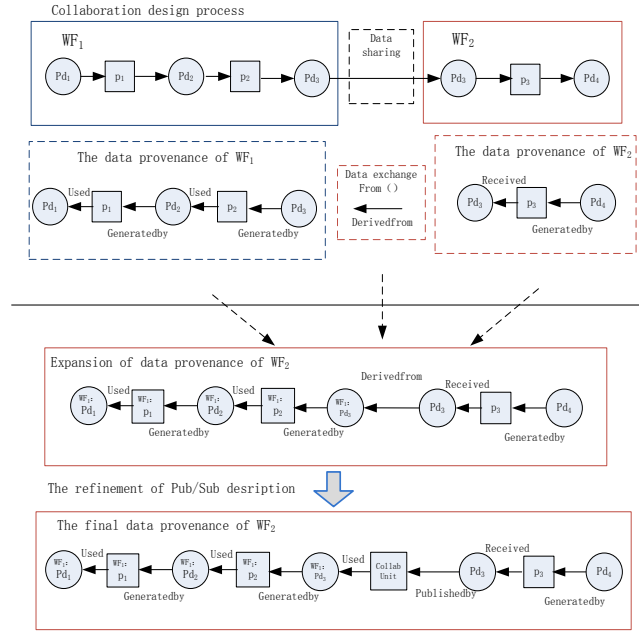 Collaboration design process
WF1
Pd1
p1
Pd2
p2
Pd3
Data
sharing
WF2
Pd3
p3
Pd4
The data provenance of WF1
Used
Used
Pd1
p1
Pd2
p2
Pd3
Generatedby
Generatedby
Data exchange
From ()
Derivedfrom
The data provenance of WF2
Received
Pd3
p3
Pd4
Generatedby
Expansion of data provenance of WF2
Derivedfrom
Used
Used
Received
WF1:
Pd1
WF1:
p1
WF1:
Pd2
WF1:
p2
WF1:
Pd3
Pd3
p3
Pd4
Generatedby
Generatedby
Generatedby
The refinement of Pub/Sub desription
The final data provenance of WF2
Used
Used
Used
Received
WF1:
Pd1
WF1:
p1
WF1:
Pd2
WF1:
p2
WF1:
Pd3
Collab
Unit
Pd3
p3
Pd4
Generatedby
Generatedby
Publishedby
Generatedby